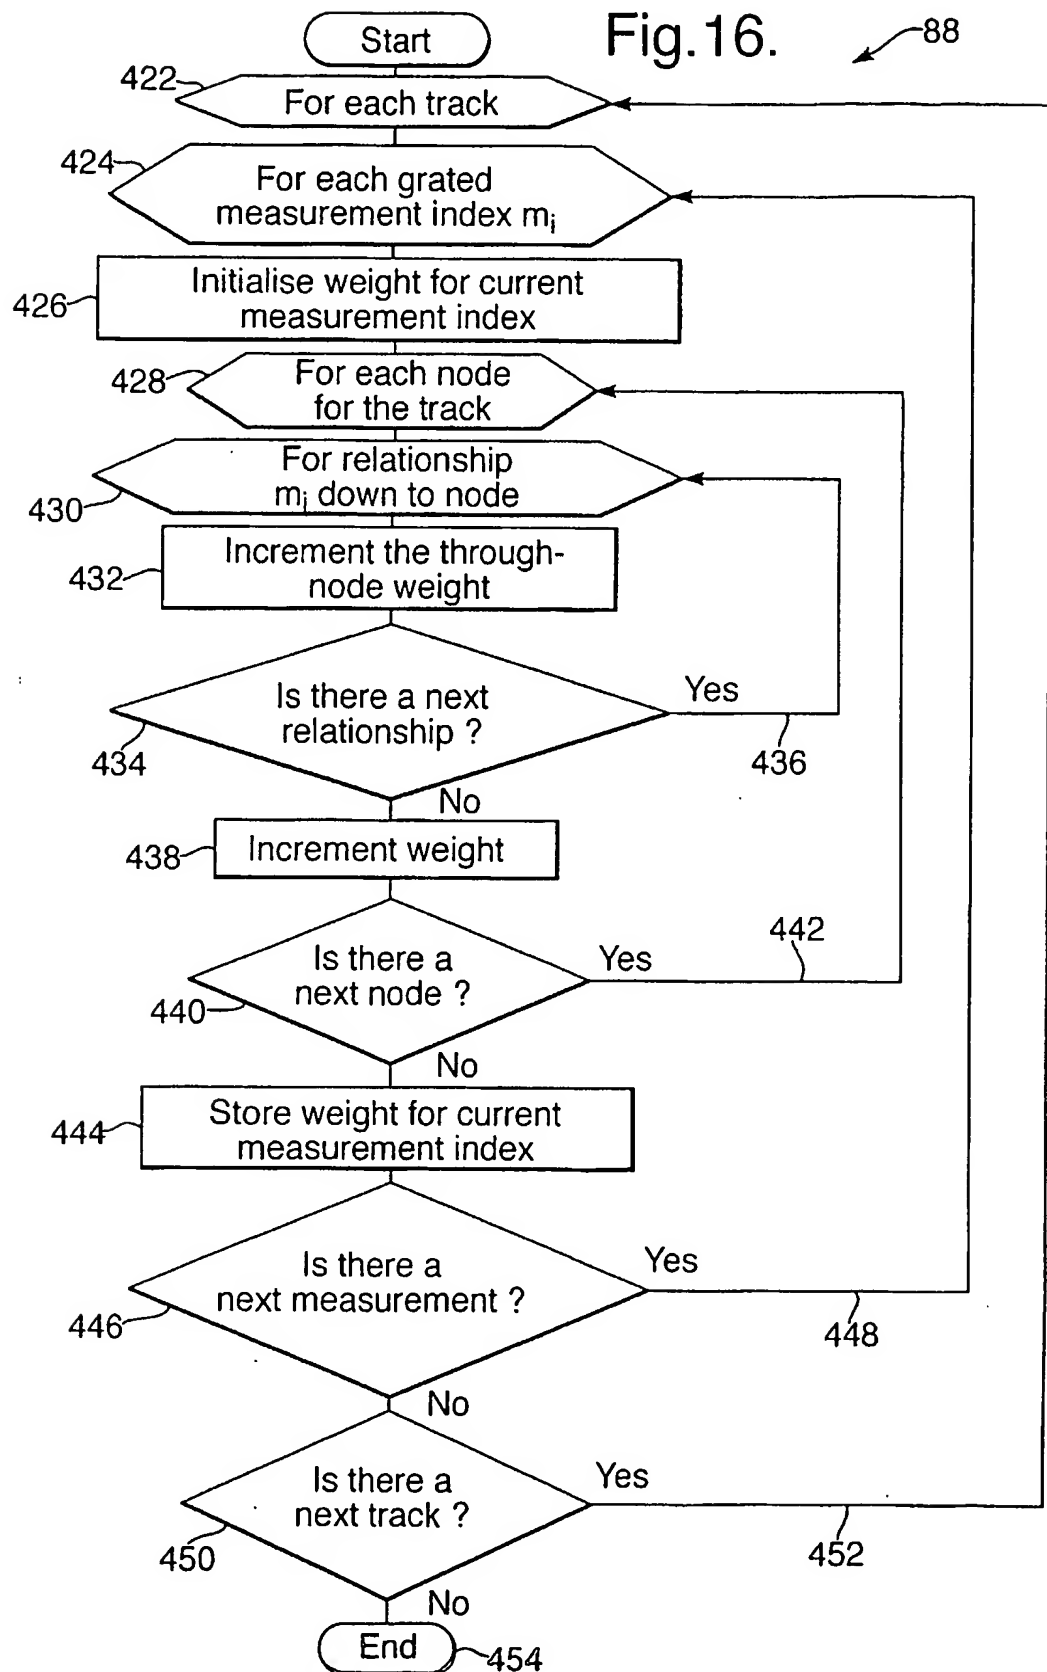 Fig.16.
88
Start
422
For each track
424
For each grated
measurement index mi
426
Initialise weight for current
measurement index
428
For each node
for the track
430
For relationship
mi down to node
432
Increment the through-
node weight
434
Is there a next
relationship ?
Yes
436
No
438
Increment weight
440
Is there a
next node ?
Yes
442
No
444
Store weight for current
measurement index
446
Is there a
next measurement ?
Yes
448
No
450
Is there a
next track ?
Yes
452
No
End
454